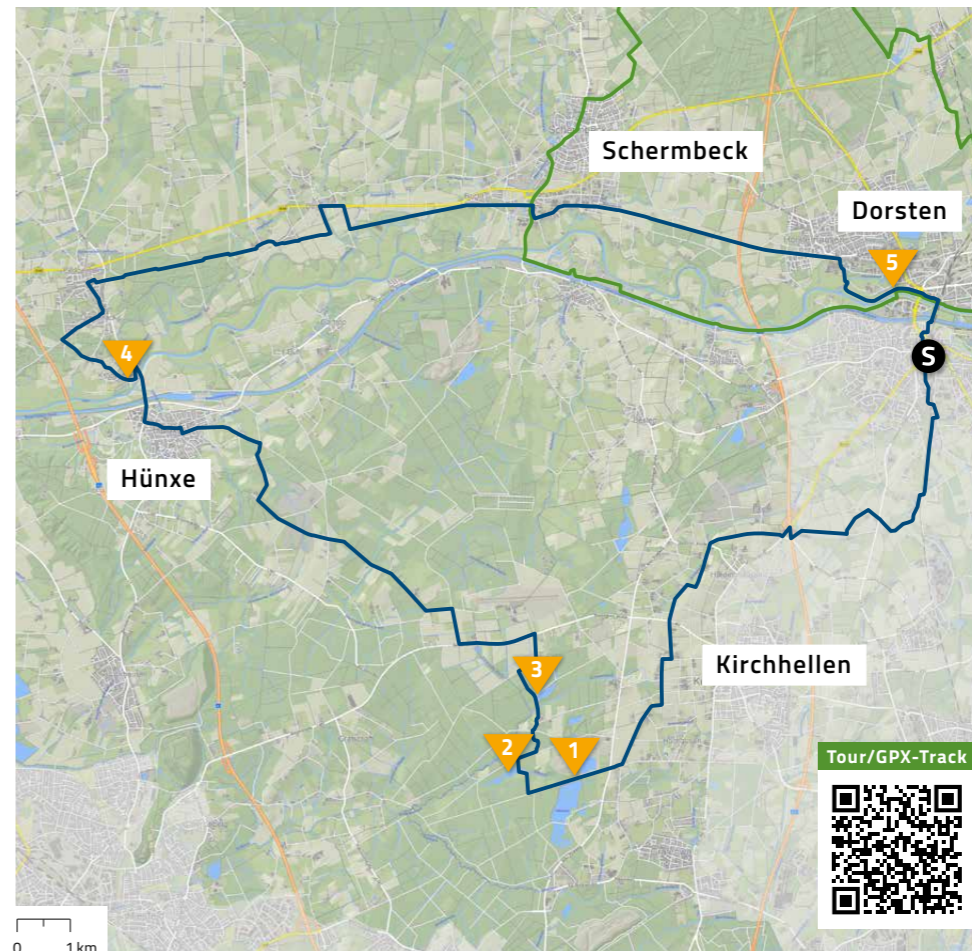 Schermbeck
Dorsten
5
S
4
Hünxe
3
Kirchhellen
2
1
Tour/GPX-Track
0 1 km